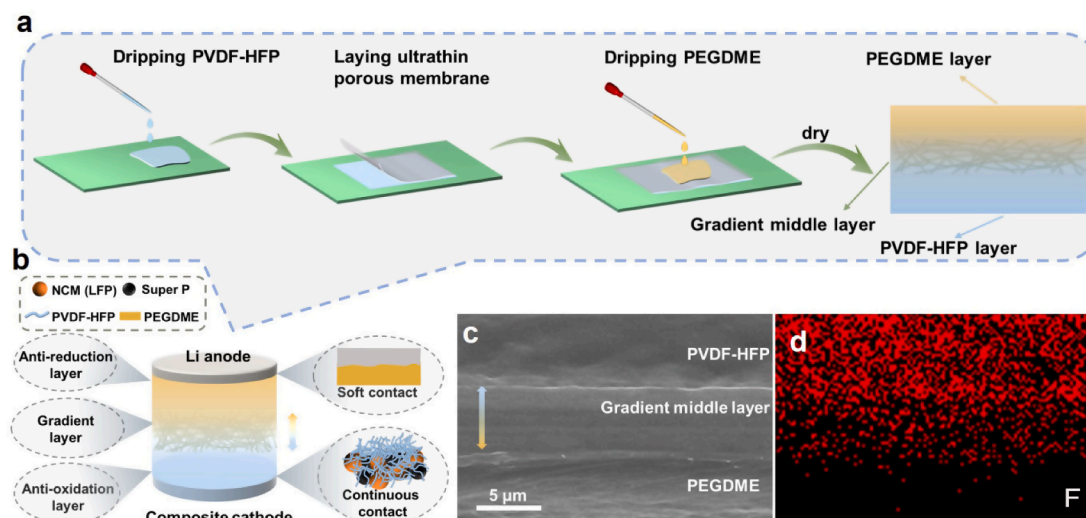 a
Dripping PVDF-HFP
Laying ultrathin
porous membrane
Dripping PEGDME
PEGDME layer
dry
Gradient middle layer
PVDF-HFP layer
b
NCM (LFP)
Super P
PVDF-HFP
PEGDME
Anti-reduction
layer
Li anode
Soft contact
Gradient
layer
Anti-oxidation
layer
Continuous
contact
Composite cathode
c
PVDF-HFP
Gradient middle layer
PEGDME
5 μm
d
F